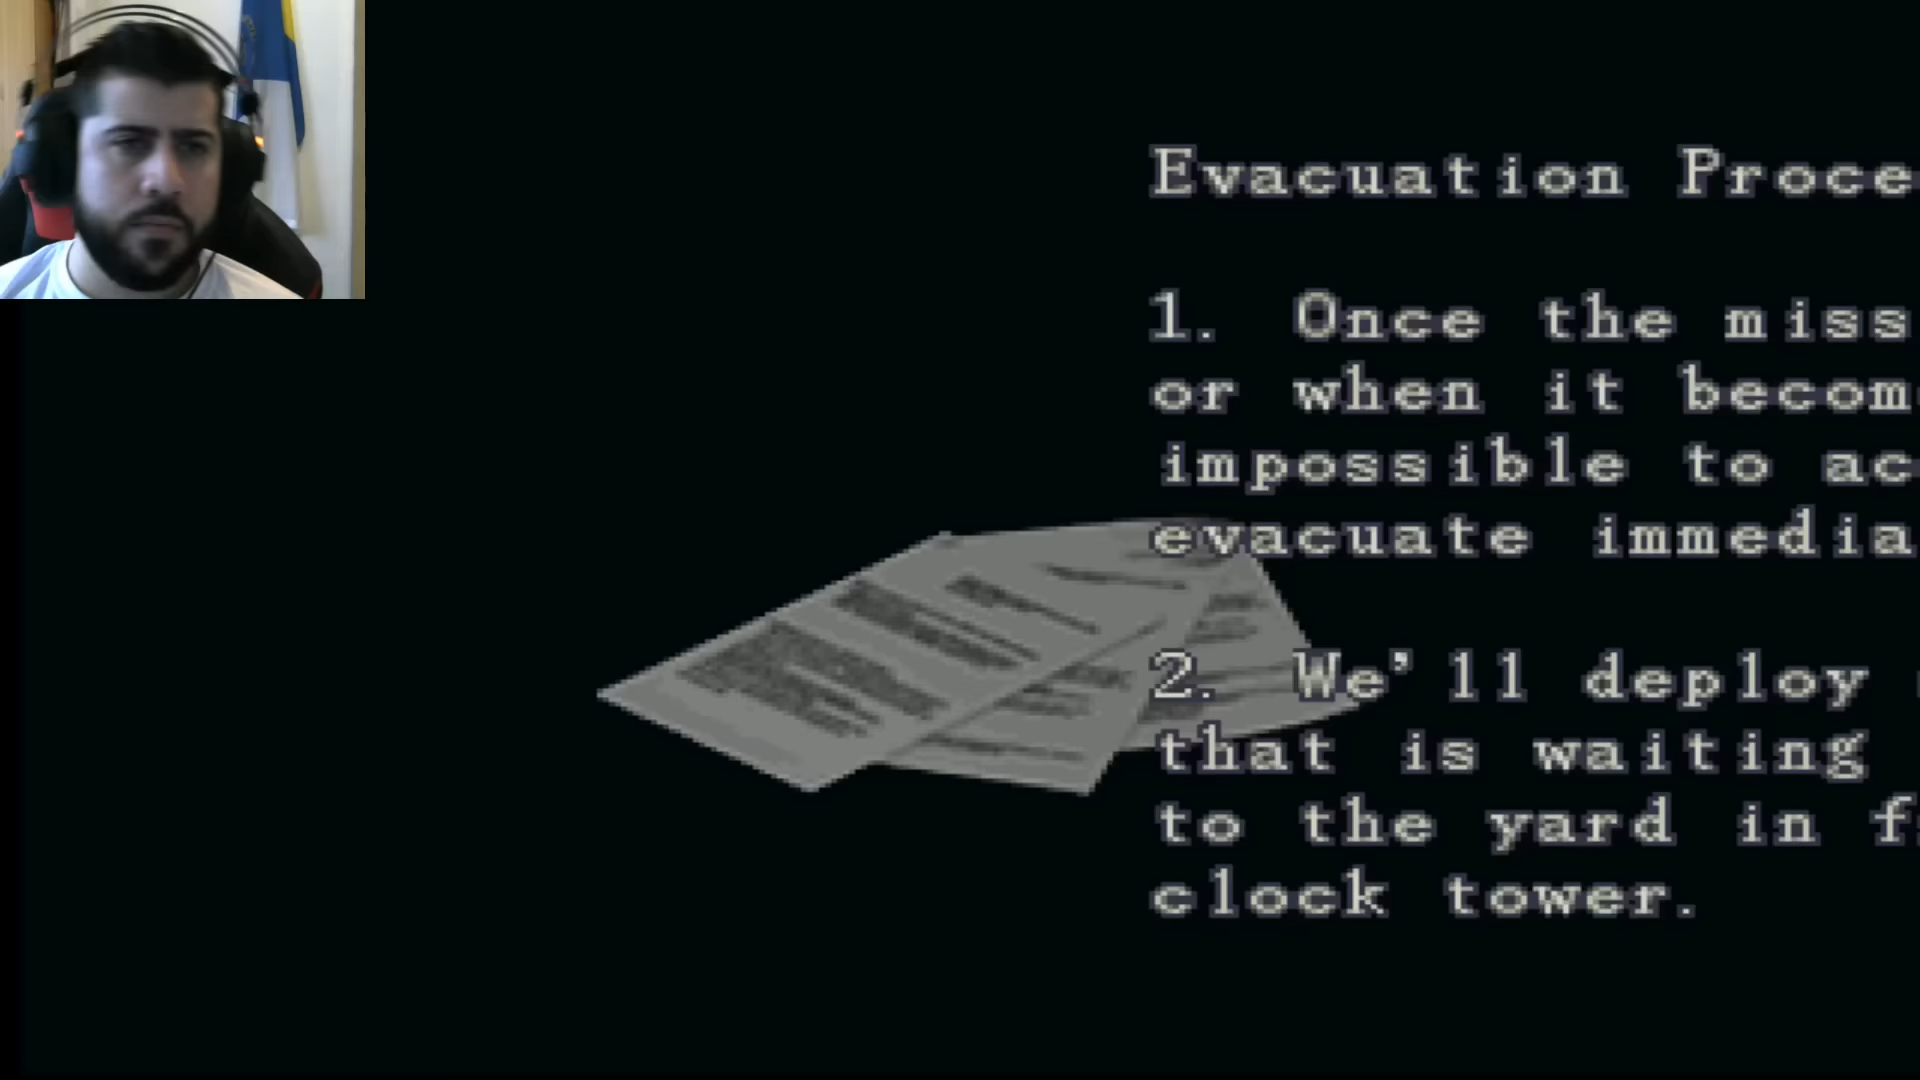 Evacuation Proce
1. Once the miss
or when it becom
impossible to ac
evacuate immedia
2. We'll deploy
that is waiting
to the yard in f
clock tower.